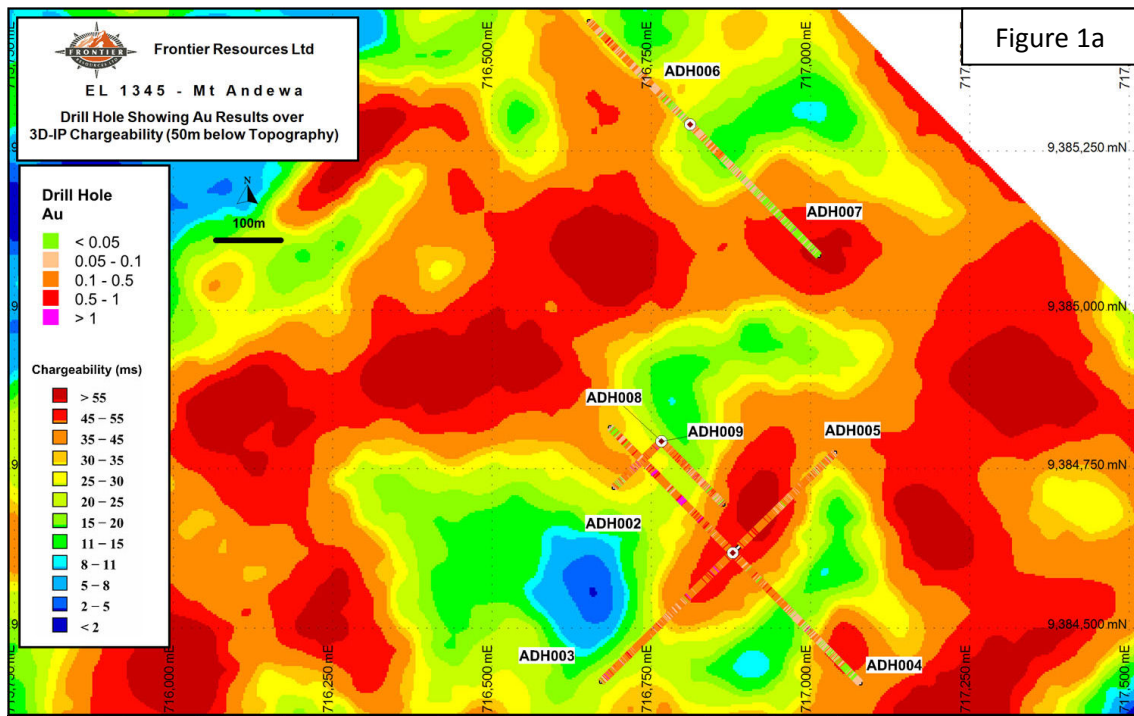 Figure 1a
FRONTIER
RESOURCES LTD
Frontier Resources Ltd
EL 1345 - Mt Andewa
Drill Hole Showing Au Results over
3D-IP Chargeability (50m below Topography)
Drill Hole
Au
< 0.05
0.05 - 0.1
0.1 - 0.5
0.5 - 1
> 1
N
100m
Chargeability (ms)
> 55
45 – 55
35 – 45
30 – 35
25 – 30
20 – 25
15 – 20
11 – 15
8 – 11
5 – 8
2 – 5
< 2
716,500 mE
716,750 mE
717,000 mE
ADH006
9,385,250 mN
ADH007
9,385,000 mN
ADH008
ADH009
ADH005
9,384,750 mN
ADH002
9,384,500 mN
ADH003
ADH004
715,750 mE
716,000 mE
716,250 mE
716,500 mE
716,750 mE
717,000 mE
717,250 mE
717,500 mE